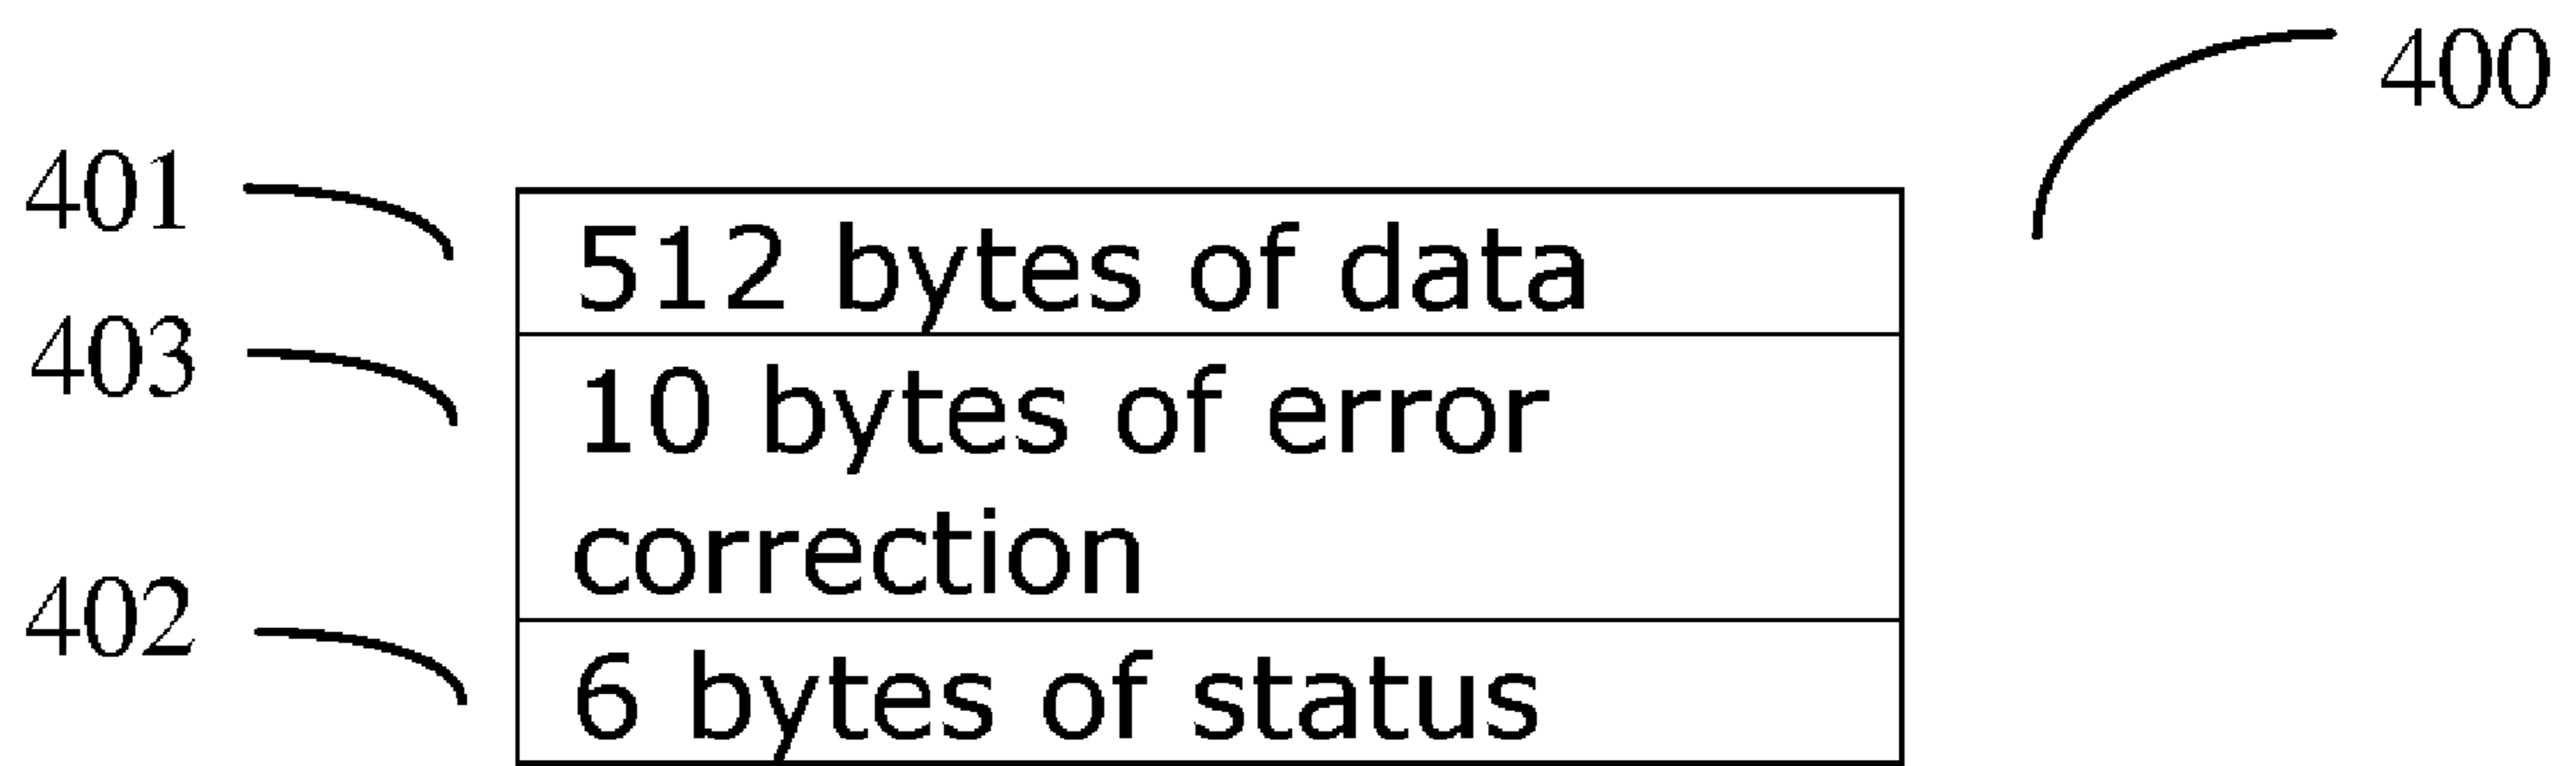 400
401
512 bytes of data
403
10 bytes of error
correction
402
6 bytes of status